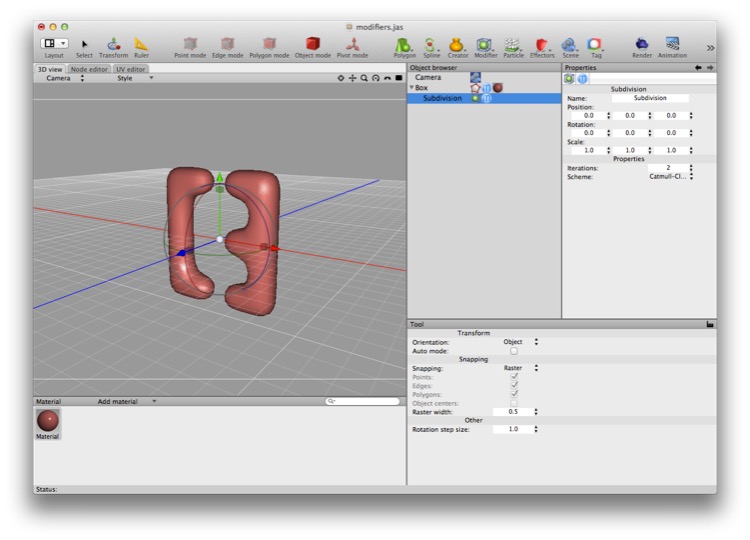 modifiers.jas
Layout Select Transform Ruler Point mode Edge mode Polygon mode Object mode Pivot mode Polygon Spline Creator Modifier Particle Effectors Scene Tag Render Animation
3D view Node editor UV editor
Camera Style
Object browser
Camera
Box
Subdivision
Properties
Subdivision
Name: Subdivision
Position:
0.0 0.0 0.0
Rotation:
0.0 0.0 0.0
Scale:
1.0 1.0 1.0
Properties
Iterations: 2
Scheme: Catmull-Cl...
Tool
Transform
Orientation: Object
Auto mode:
Snapping
Snapping: Raster
Points:
Edges:
Polygons:
Object centers:
Raster width: 0.5
Other
Rotation step size: 1.0
Material Add material
Material
Status: